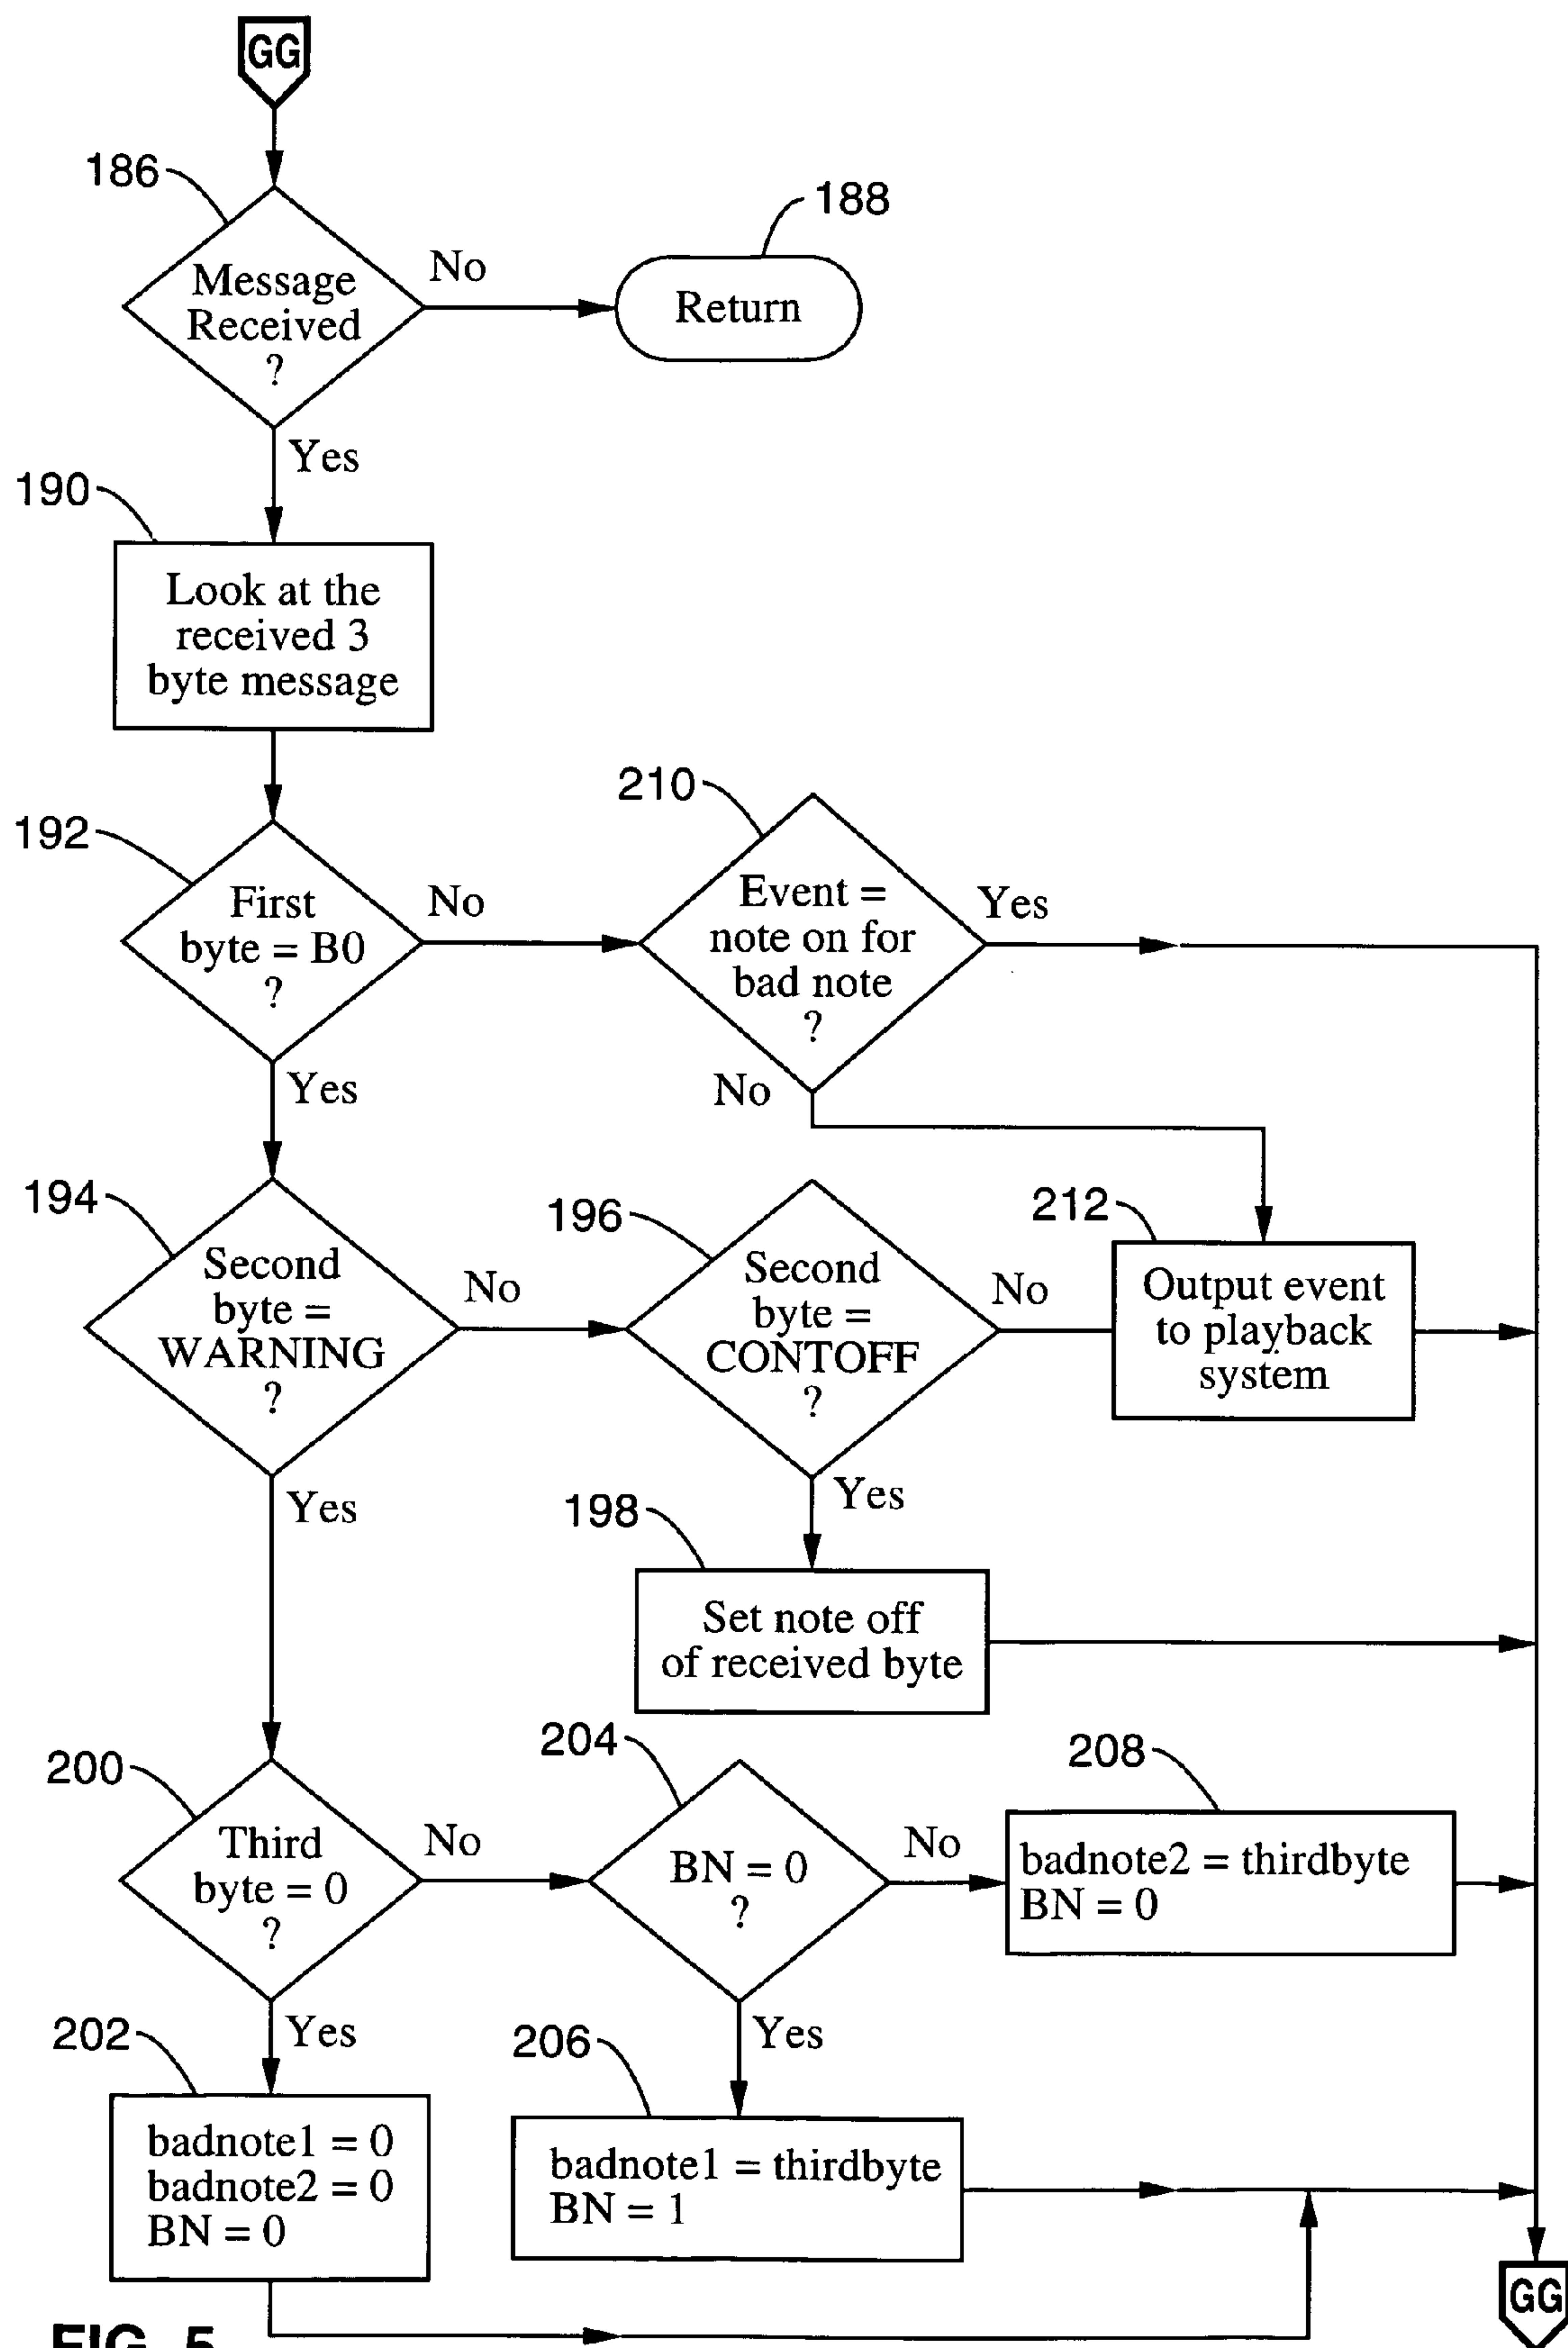 GG
186
188
Message
Received
?
No
Return
Yes
190
Look at the
received 3
byte message
192
210
First
byte = B0
?
No
Event =
note on for
bad note
?
Yes
Yes
No
194
196
212
Second
byte =
WARNING
?
No
Second
byte =
CONTOFF
?
No
Output event
to playback
system
Yes
Yes
198
Set note off
of received byte
200
204
208
Third
byte = 0
?
No
BN = 0
?
No
badnote2 = thirdbyte
BN = 0
Yes
Yes
202
206
badnote1 = 0
badnote2 = 0
BN = 0
badnote1 = thirdbyte
BN = 1
GG
FIG. 5